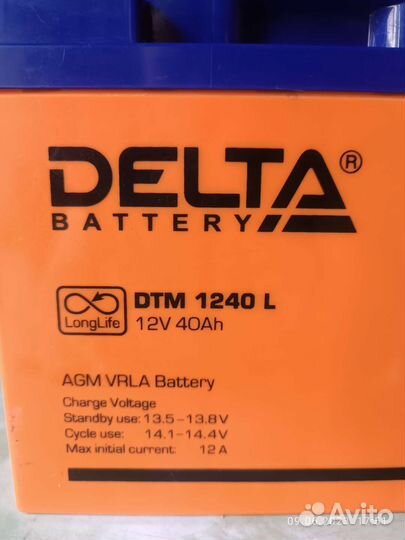 DELTA®
BATTERY
LongLife
DTM 1240 L
12V 40Ah
AGM VRLA Battery
Charge Voltage
Standby use: 13.5-13.8V
Cycle use: 14.1-14.4V
Max initial current: 12A
Avito